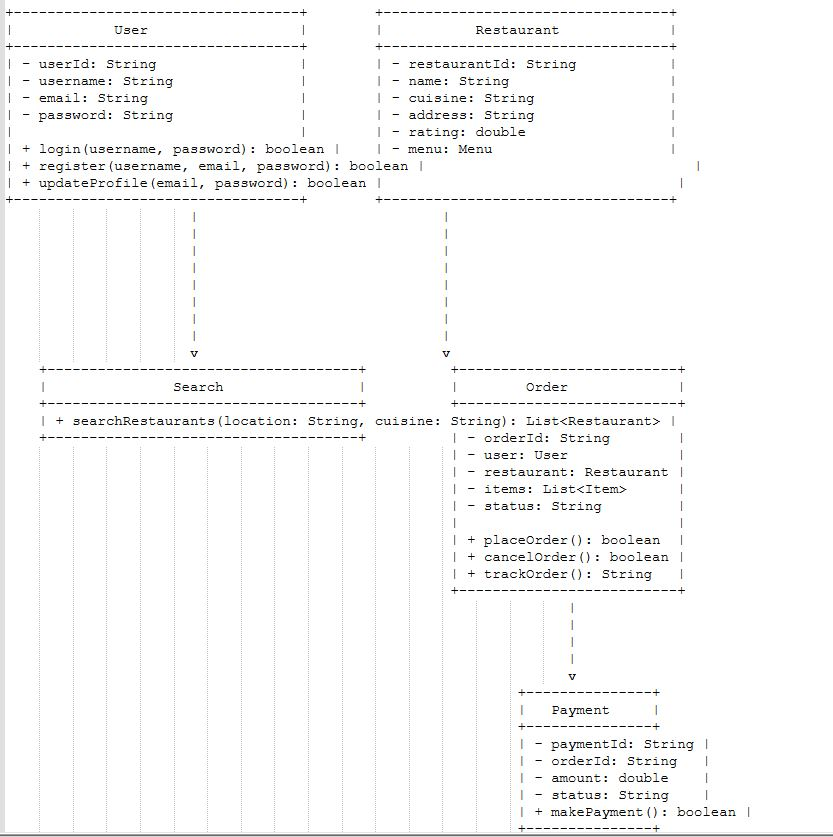 User
Restaurant
- userId: String
- restaurantId: String
- username: String
- name: String
- email: String
- cuisine: String
- password: String
- address: String
- rating: double
+ login(username, password): boolean |
- menu: Menu
+ register(username, email, password): boolean |
+ updateProfile(email, password): boolean |
Search
Order
+ searchRestaurants(location: String, cuisine: String): List<Restaurant> |
- orderId: String
- user: User
- restaurant: Restaurant
- items: List<Item>
- status: String
+ placeOrder(): boolean
+ cancelOrder(): boolean
+ trackOrder(): String
Payment
- paymentId: String
- orderId: String
- amount: double
- status: String
+ makePayment(): boolean